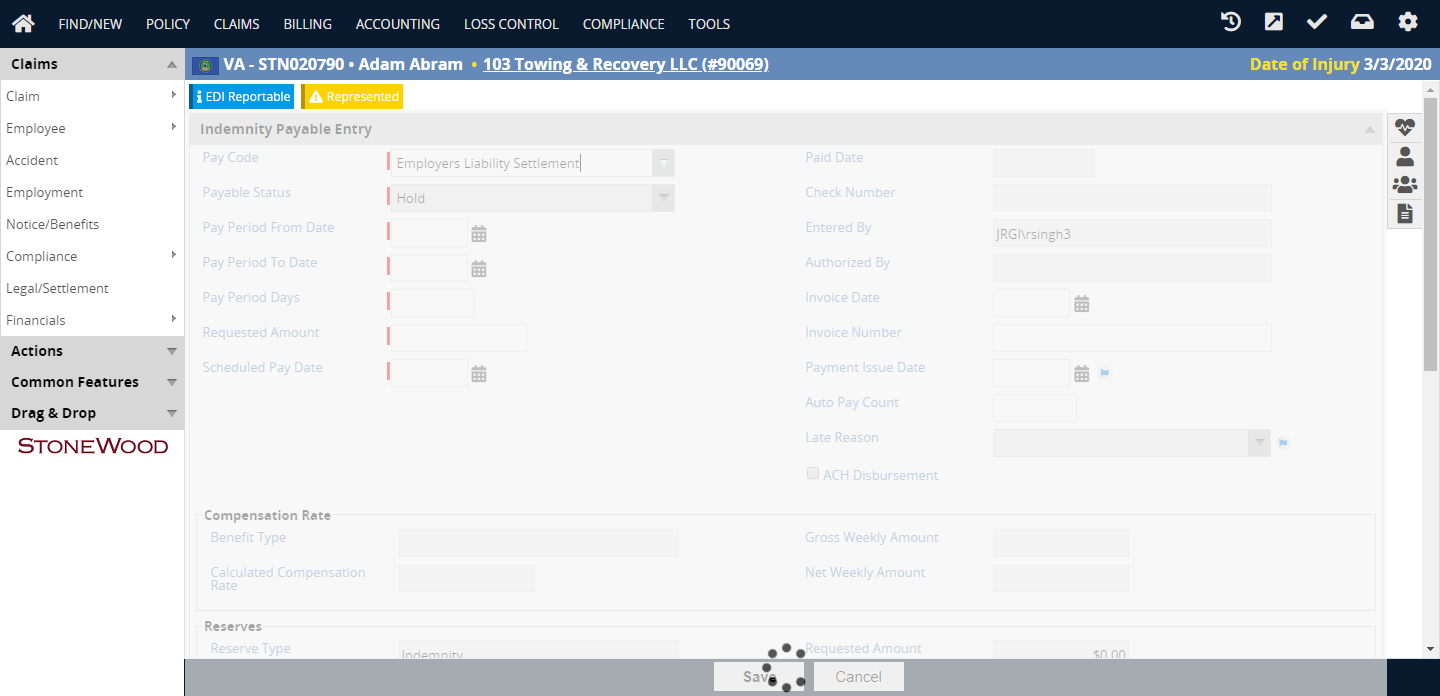 FIND/NEW POLICY CLAIMS BILLING ACCOUNTING LOSS CONTROL COMPLIANCE TOOLS
Claims
Claim
Employee
Accident
Employment
Notice/Benefits
Compliance
Legal/Settlement
Financials
Actions
Common Features
Drag & Drop
STONEWOOD
VA - STN020790 • Adam Abram • 103 Towing & Recovery LLC (#90069) Date of Injury 3/3/2020
EDI Reportable Represented
Indemnity Payable Entry
Pay Code Employers Liability Settlement
Payable Status Hold
Pay Period From Date
Pay Period To Date
Pay Period Days
Requested Amount
Scheduled Pay Date
Paid Date
Check Number
Entered By JRGI\rsingh3
Authorized By
Invoice Date
Invoice Number
Payment Issue Date
Auto Pay Count
Late Reason
ACH Disbursement
Compensation Rate
Benefit Type Gross Weekly Amount
Calculated Compensation Net Weekly Amount
Rate
Reserves
Reserve Type Indemnity Requested Amount $0.00
Save Cancel